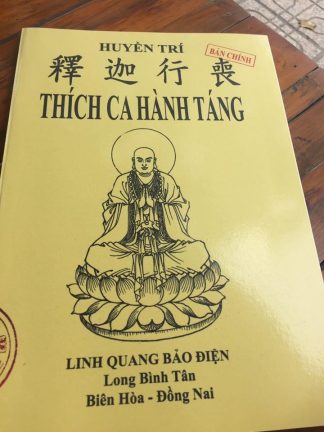 HUYỀN TRÍ
BẢN CHÍNH
釋迦行喪
THÍCH CA HÀNH TÁNG
LINH QUANG BẢO ĐIỆN
Long Bình Tân
Biên Hòa - Đồng Nai